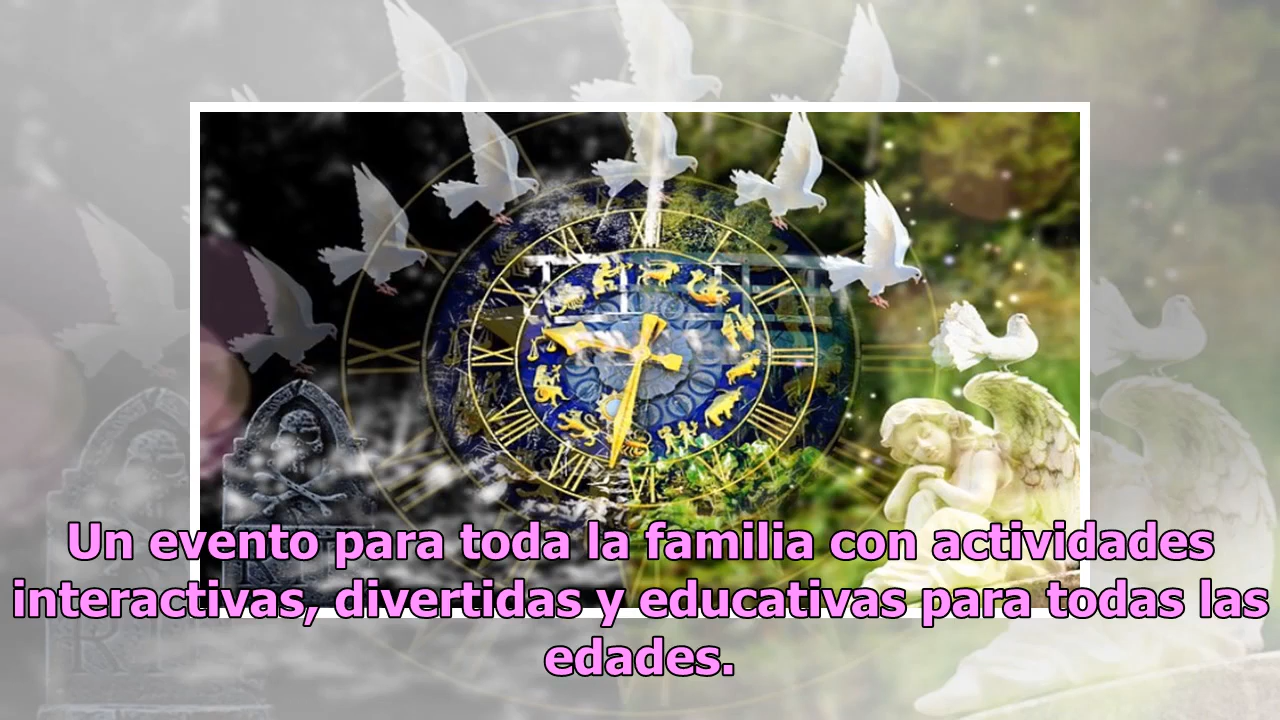 Un evento para toda la familia con actividades
interactivas, divertidas y educativas para todas las
edades.